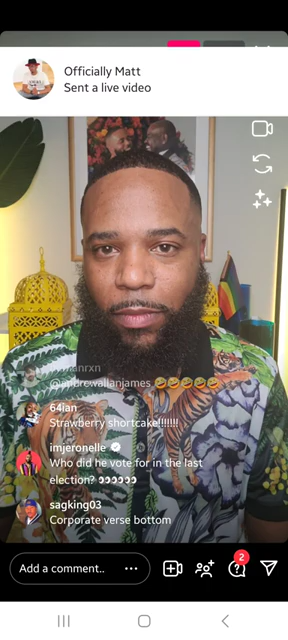 Officially Matt
Sent a live video
@andrewallanjames 🤣🤣🤣🤣🤣
64ian
Strawberry shortcake!!!!!!!
imjeronelle
Who did he vote for in the last
election? 👀👀👀
sagking03
Corporate verse bottom
Add a comment..
2